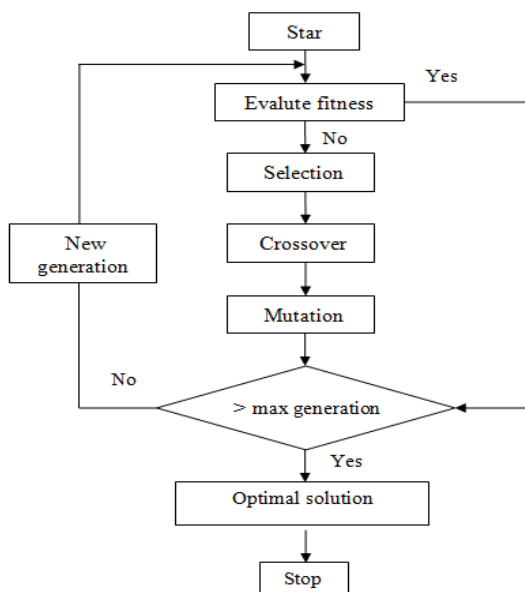 Star
Yes
Evalute fitness
No
Selection
Crossover
New
generation
Mutation
No
> max generation
Yes
Optimal solution
Stop